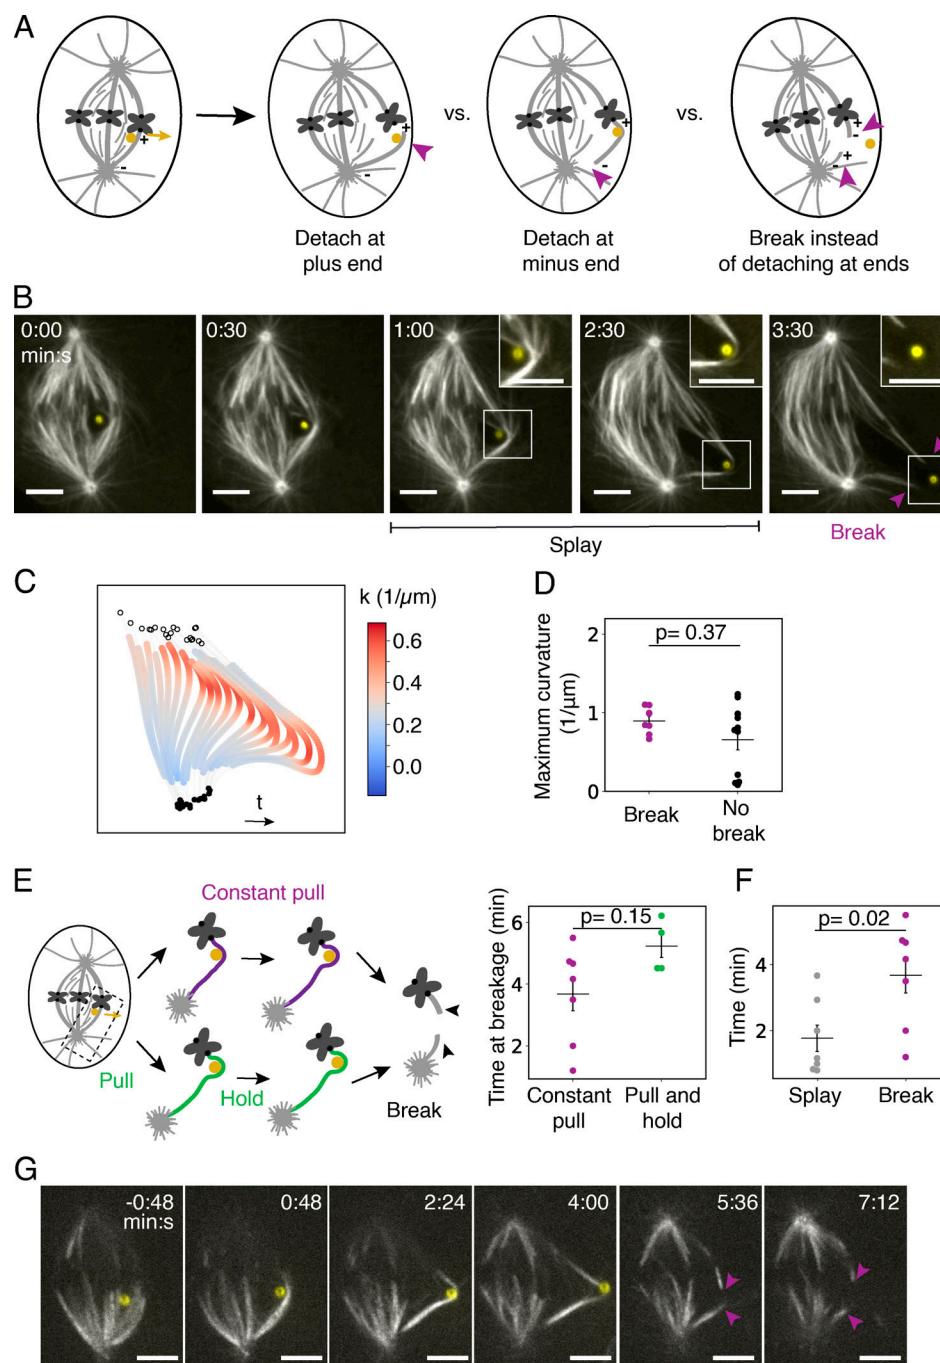 A
vs.
vs.
+
-
+
-
+
-
+
-
+
-
Detach at
plus end
Detach at
minus end
Break instead
of detaching at ends
B
0:00
min:s
0:30
1:00
2:30
3:30
Splay
Break
C
k (1/μm)
0.6
0.4
0.2
0.0
t
D
Maximum curvature
(1/μm)
2
1
0
p= 0.37
Break
No
break
E
Constant pull
Pull
Hold
Break
Time at breakage (min)
6
4
2
p= 0.15
Constant
pull
Pull and
hold
F
Time (min)
4
2
p= 0.02
Splay
Break
G
-0:48
min:s
0:48
2:24
4:00
5:36
7:12